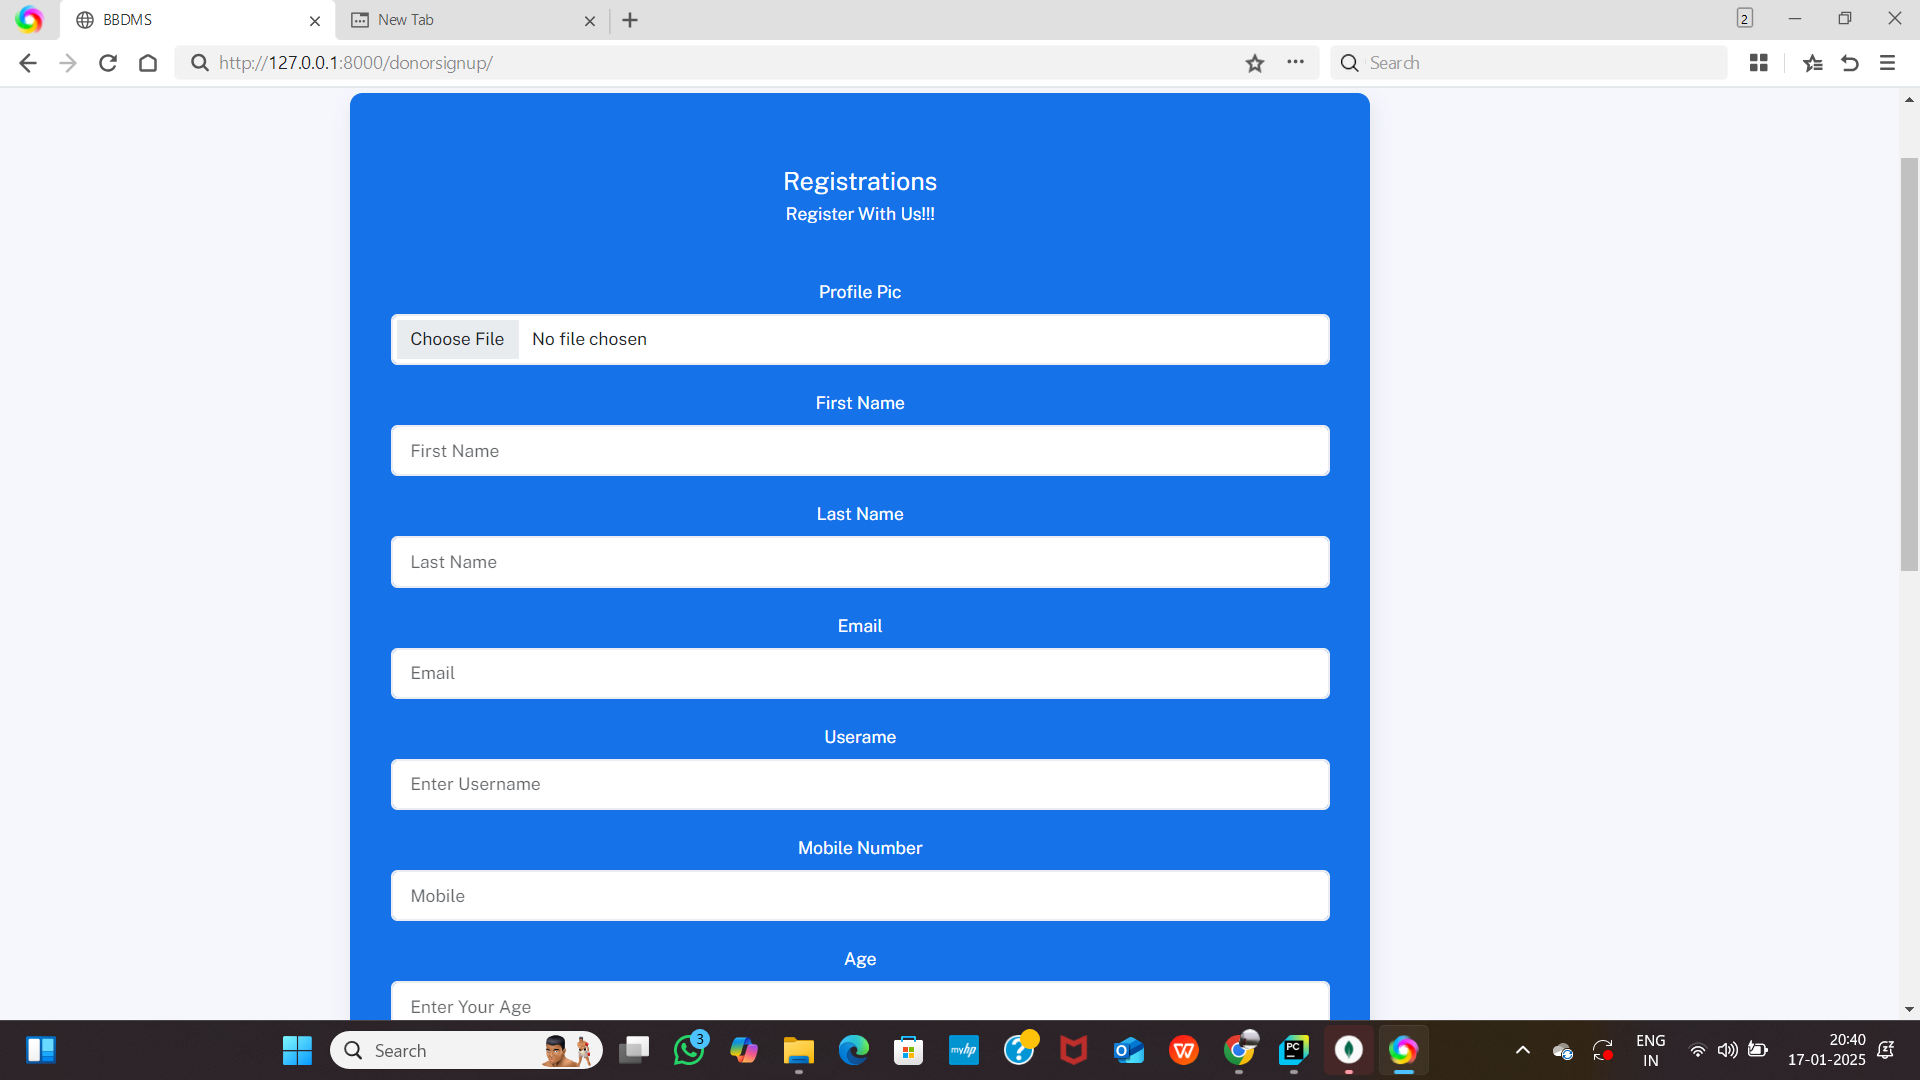 BBDMS
New Tab
2
http://127.0.0.1:8000/donorsignup/
Search
Registrations
Register With Us!!!
Profile Pic
Choose File No file chosen
First Name
First Name
Last Name
Last Name
Email
Email
Userame
Enter Username
Mobile Number
Mobile
Age
Enter Your Age
Search
3
myhp
PC
ENG
IN
20:40
17-01-2025